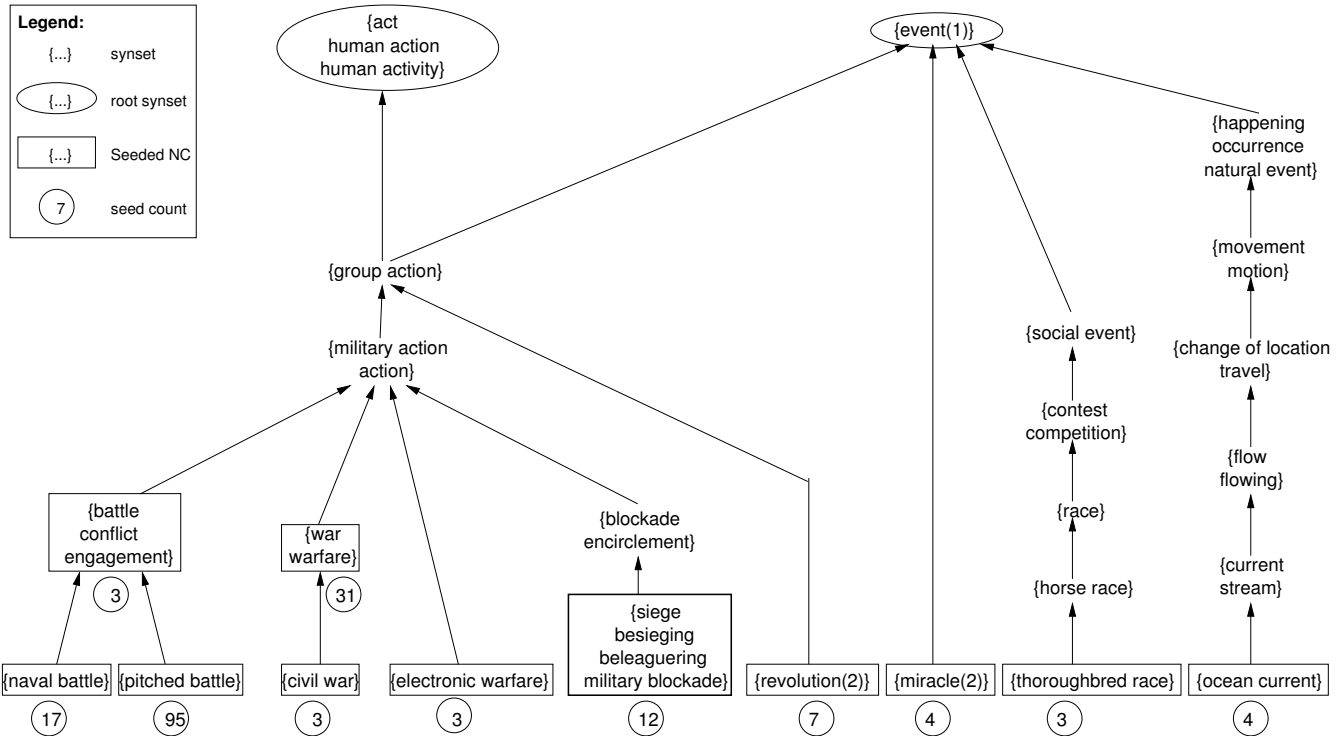 Legend:
{...} synset
{...} root synset
{...} Seeded NC
7 seed count
{act
human action
human activity}
{event(1)}
{happening
occurrence
natural event}
{group action}
{movement
motion}
{military action
action}
{social event}
{change of location
travel}
{contest
competition}
{flow
flowing}
{battle
conflict
engagement}
3
{war
warfare}
31
{blockade
encirclement}
{race}
{horse race}
{current
stream}
{siege
besieging
beleaguering
military blockade}
{naval battle}
{pitched battle}
{civil war}
{electronic warfare}
{revolution(2)}
{miracle(2)}
{thoroughbred race}
{ocean current}
17
95
3
3
12
7
4
3
4